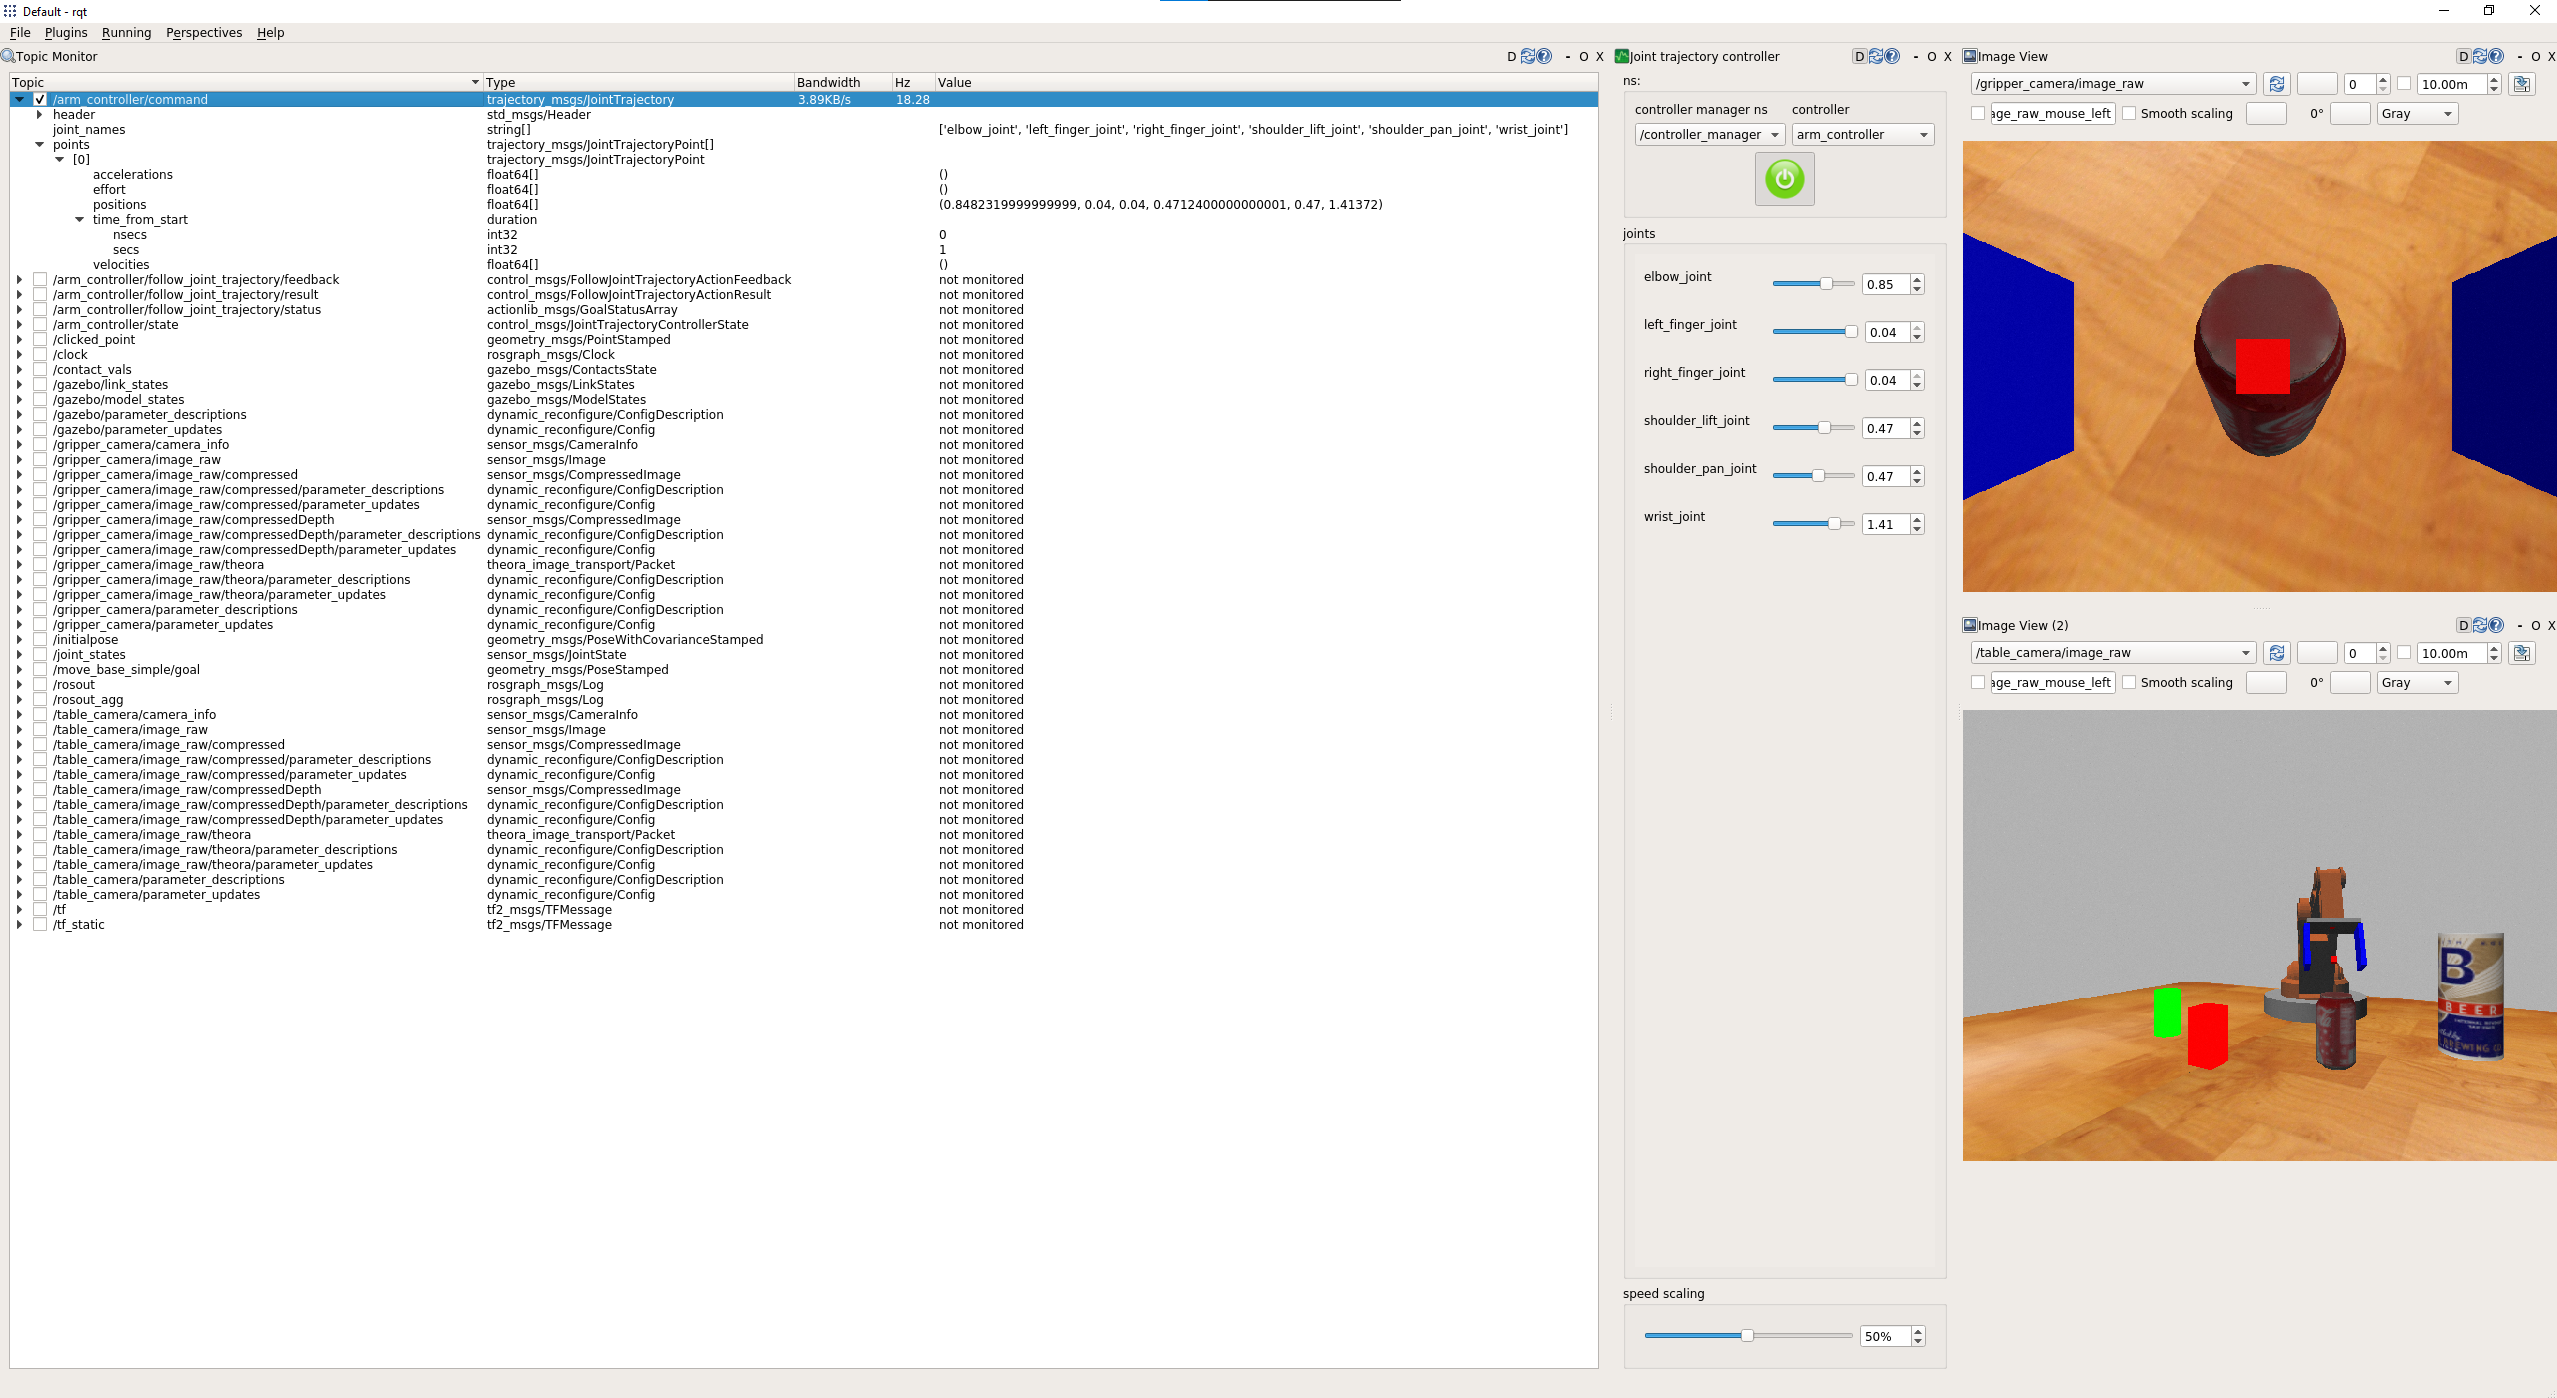 Default - rqt
File Plugins Running Perspectives Help
Topic Monitor D - O X
Topic Type Bandwidth Hz Value
/arm_controller/command trajectory_msgs/JointTrajectory 3.89KB/s 18.28
header std_msgs/Header
joint_names string[] ['elbow_joint', 'left_finger_joint', 'right_finger_joint', 'shoulder_lift_joint', 'shoulder_pan_joint', 'wrist_joint']
points trajectory_msgs/JointTrajectoryPoint[]
[0] trajectory_msgs/JointTrajectoryPoint
accelerations float64[] ()
effort float64[] ()
positions float64[] (0.8482319999999999, 0.04, 0.04, 0.4712400000000001, 0.47, 1.41372)
time_from_start duration
nsecs int32 0
secs int32 1
velocities float64[] ()
/arm_controller/follow_joint_trajectory/feedback control_msgs/FollowJointTrajectoryActionFeedback not monitored
/arm_controller/follow_joint_trajectory/result control_msgs/FollowJointTrajectoryActionResult not monitored
/arm_controller/follow_joint_trajectory/status actionlib_msgs/GoalStatusArray not monitored
/arm_controller/state control_msgs/JointTrajectoryControllerState not monitored
/clicked_point geometry_msgs/PointStamped not monitored
/clock rosgraph_msgs/Clock not monitored
/contact_vals gazebo_msgs/ContactsState not monitored
/gazebo/link_states gazebo_msgs/LinkStates not monitored
/gazebo/model_states gazebo_msgs/ModelStates not monitored
/gazebo/parameter_descriptions dynamic_reconfigure/ConfigDescription not monitored
/gazebo/parameter_updates dynamic_reconfigure/Config not monitored
/gripper_camera/camera_info sensor_msgs/CameraInfo not monitored
/gripper_camera/image_raw sensor_msgs/Image not monitored
/gripper_camera/image_raw/compressed sensor_msgs/CompressedImage not monitored
/gripper_camera/image_raw/compressed/parameter_descriptions dynamic_reconfigure/ConfigDescription not monitored
/gripper_camera/image_raw/compressed/parameter_updates dynamic_reconfigure/Config not monitored
/gripper_camera/image_raw/compressedDepth sensor_msgs/CompressedImage not monitored
/gripper_camera/image_raw/compressedDepth/parameter_descriptions dynamic_reconfigure/ConfigDescription not monitored
/gripper_camera/image_raw/compressedDepth/parameter_updates dynamic_reconfigure/Config not monitored
/gripper_camera/image_raw/theora theora_image_transport/Packet not monitored
/gripper_camera/image_raw/theora/parameter_descriptions dynamic_reconfigure/ConfigDescription not monitored
/gripper_camera/image_raw/theora/parameter_updates dynamic_reconfigure/Config not monitored
/gripper_camera/parameter_descriptions dynamic_reconfigure/ConfigDescription not monitored
/gripper_camera/parameter_updates dynamic_reconfigure/Config not monitored
/initialpose geometry_msgs/PoseWithCovarianceStamped not monitored
/joint_states sensor_msgs/JointState not monitored
/move_base_simple/goal geometry_msgs/PoseStamped not monitored
/rosout rosgraph_msgs/Log not monitored
/rosout_agg rosgraph_msgs/Log not monitored
/table_camera/camera_info sensor_msgs/CameraInfo not monitored
/table_camera/image_raw sensor_msgs/Image not monitored
/table_camera/image_raw/compressed sensor_msgs/CompressedImage not monitored
/table_camera/image_raw/compressed/parameter_descriptions dynamic_reconfigure/ConfigDescription not monitored
/table_camera/image_raw/compressed/parameter_updates dynamic_reconfigure/Config not monitored
/table_camera/image_raw/compressedDepth sensor_msgs/CompressedImage not monitored
/table_camera/image_raw/compressedDepth/parameter_descriptions dynamic_reconfigure/ConfigDescription not monitored
/table_camera/image_raw/compressedDepth/parameter_updates dynamic_reconfigure/Config not monitored
/table_camera/image_raw/theora theora_image_transport/Packet not monitored
/table_camera/image_raw/theora/parameter_descriptions dynamic_reconfigure/ConfigDescription not monitored
/table_camera/image_raw/theora/parameter_updates dynamic_reconfigure/Config not monitored
/table_camera/parameter_descriptions dynamic_reconfigure/ConfigDescription not monitored
/table_camera/parameter_updates dynamic_reconfigure/Config not monitored
/tf tf2_msgs/TFMessage not monitored
/tf_static tf2_msgs/TFMessage not monitored
Joint trajectory controller D - O X
ns:
controller manager ns controller
/controller_manager arm_controller
joints
elbow_joint 0.85
left_finger_joint 0.04
right_finger_joint 0.04
shoulder_lift_joint 0.47
shoulder_pan_joint 0.47
wrist_joint 1.41
speed scaling
50%
Image View D - O X
/gripper_camera/image_raw 0 10.00m
age_raw_mouse_left Smooth scaling 0° Gray
Image View (2) D - O X
/table_camera/image_raw 0 10.00m
age_raw_mouse_left Smooth scaling 0° Gray
B
BEER